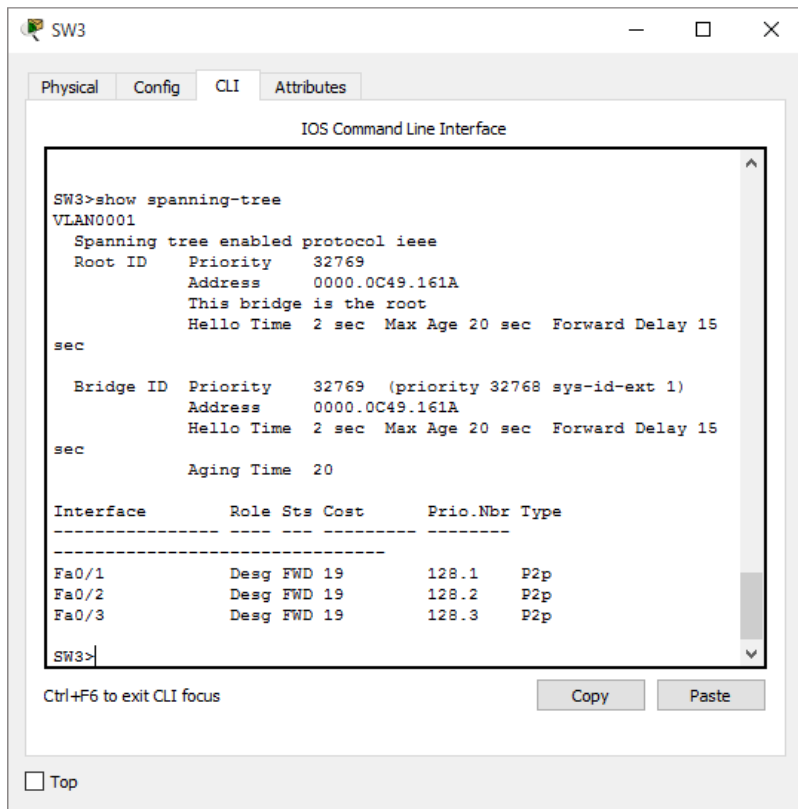 SW3
Physical Config CLI Attributes
IOS Command Line Interface
SW3>show spanning-tree
VLAN0001
  Spanning tree enabled protocol ieee
  Root ID    Priority    32769
             Address     0000.0C49.161A
             This bridge is the root
             Hello Time  2 sec  Max Age 20 sec  Forward Delay 15
sec
  Bridge ID  Priority    32769  (priority 32768 sys-id-ext 1)
             Address     0000.0C49.161A
             Hello Time  2 sec  Max Age 20 sec  Forward Delay 15
sec
             Aging Time  20
Interface        Role Sts Cost      Prio.Nbr Type
---------------- ---- --- --------- --------
--------------------------------
Fa0/1            Desg FWD 19        128.1    P2p
Fa0/2            Desg FWD 19        128.2    P2p
Fa0/3            Desg FWD 19        128.3    P2p
SW3>
Ctrl+F6 to exit CLI focus
Copy Paste
Top